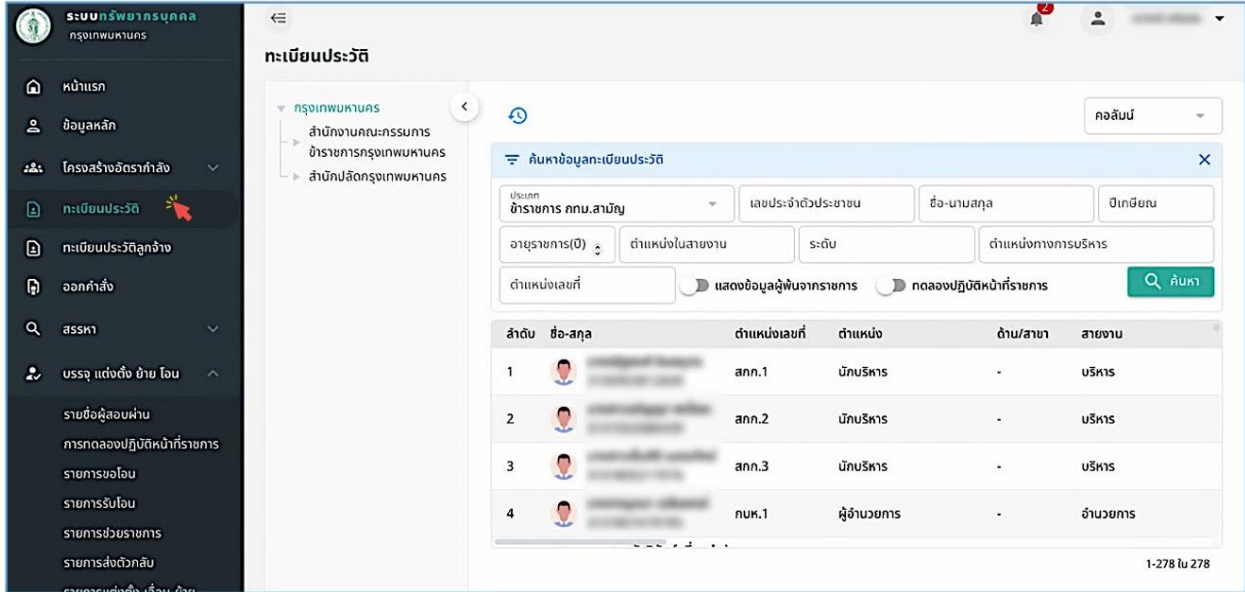 ระบบทรัพยากรบุคคล
กรุงเทพมหานคร
หน้าแรก
ข้อมูลหลัก
โครงสร้างอัตรากำลัง
ทะเบียนประวัติ
ทะเบียนประวัติลูกจ้าง
ออกคำสั่ง
สรรหา
บรรจุ แต่งตั้ง ย้าย โอน
รายชื่อผู้สอบผ่าน
การทดลองปฏิบัติหน้าที่ราชการ
รายการขอโอน
รายการรับโอน
รายการช่วยราชการ
รายการส่งตัวกลับ
รายการแต่งตั้ง เลื่อน ย้าย
2
ทะเบียนประวัติ
กรุงเทพมหานคร
สำนักงานคณะกรรมการ
ข้าราชการกรุงเทพมหานคร
สำนักปลัดกรุงเทพมหานคร
คอลัมน์
ค้นหาข้อมูลทะเบียนประวัติ
ประเภท
ข้าราชการ กทม.สามัญ เลขประจำตัวประชาชน ชื่อ-นามสกุล ปีเกษียณ
อายุราชการ(ปี) ตำแหน่งในสายงาน ระดับ ตำแหน่งทางการบริหาร
ตำแหน่งเลขที่ แสดงข้อมูลผู้พ้นจากราชการ ทดลองปฏิบัติหน้าที่ราชการ ค้นหา
ลำดับ ชื่อ-สกุล ตำแหน่งเลขที่ ตำแหน่ง ด้าน/สาขา สายงาน
1 สกก.1 นักบริหาร - บริหาร
2 สกก.2 นักบริหาร - บริหาร
3 สกก.3 นักบริหาร - บริหาร
4 กบห.1 ผู้อำนวยการ - อำนวยการ
1-278 ใน 278